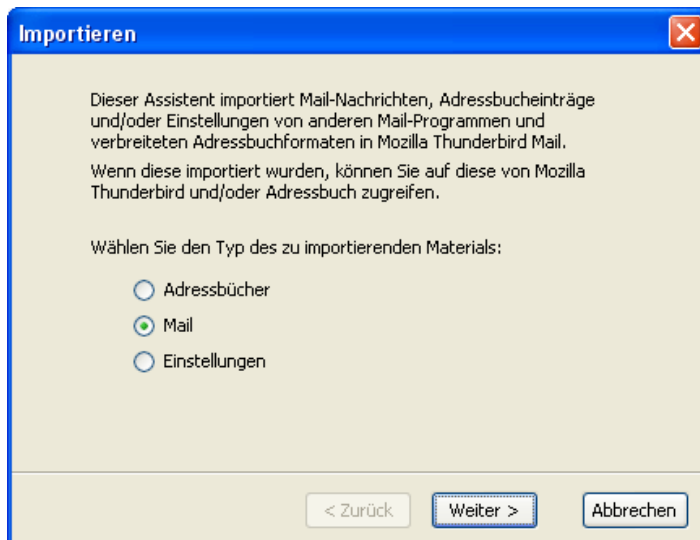 Importieren
Dieser Assistent importiert Mail-Nachrichten, Adressbucheinträge
und/oder Einstellungen von anderen Mail-Programmen und
verbreiteten Adressbuchformaten in Mozilla Thunderbird Mail.
Wenn diese importiert wurden, können Sie auf diese von Mozilla
Thunderbird und/oder Adressbuch zugreifen.
Wählen Sie den Typ des zu importierenden Materials:
Adressbücher
Mail
Einstellungen
< Zurück Weiter > Abbrechen